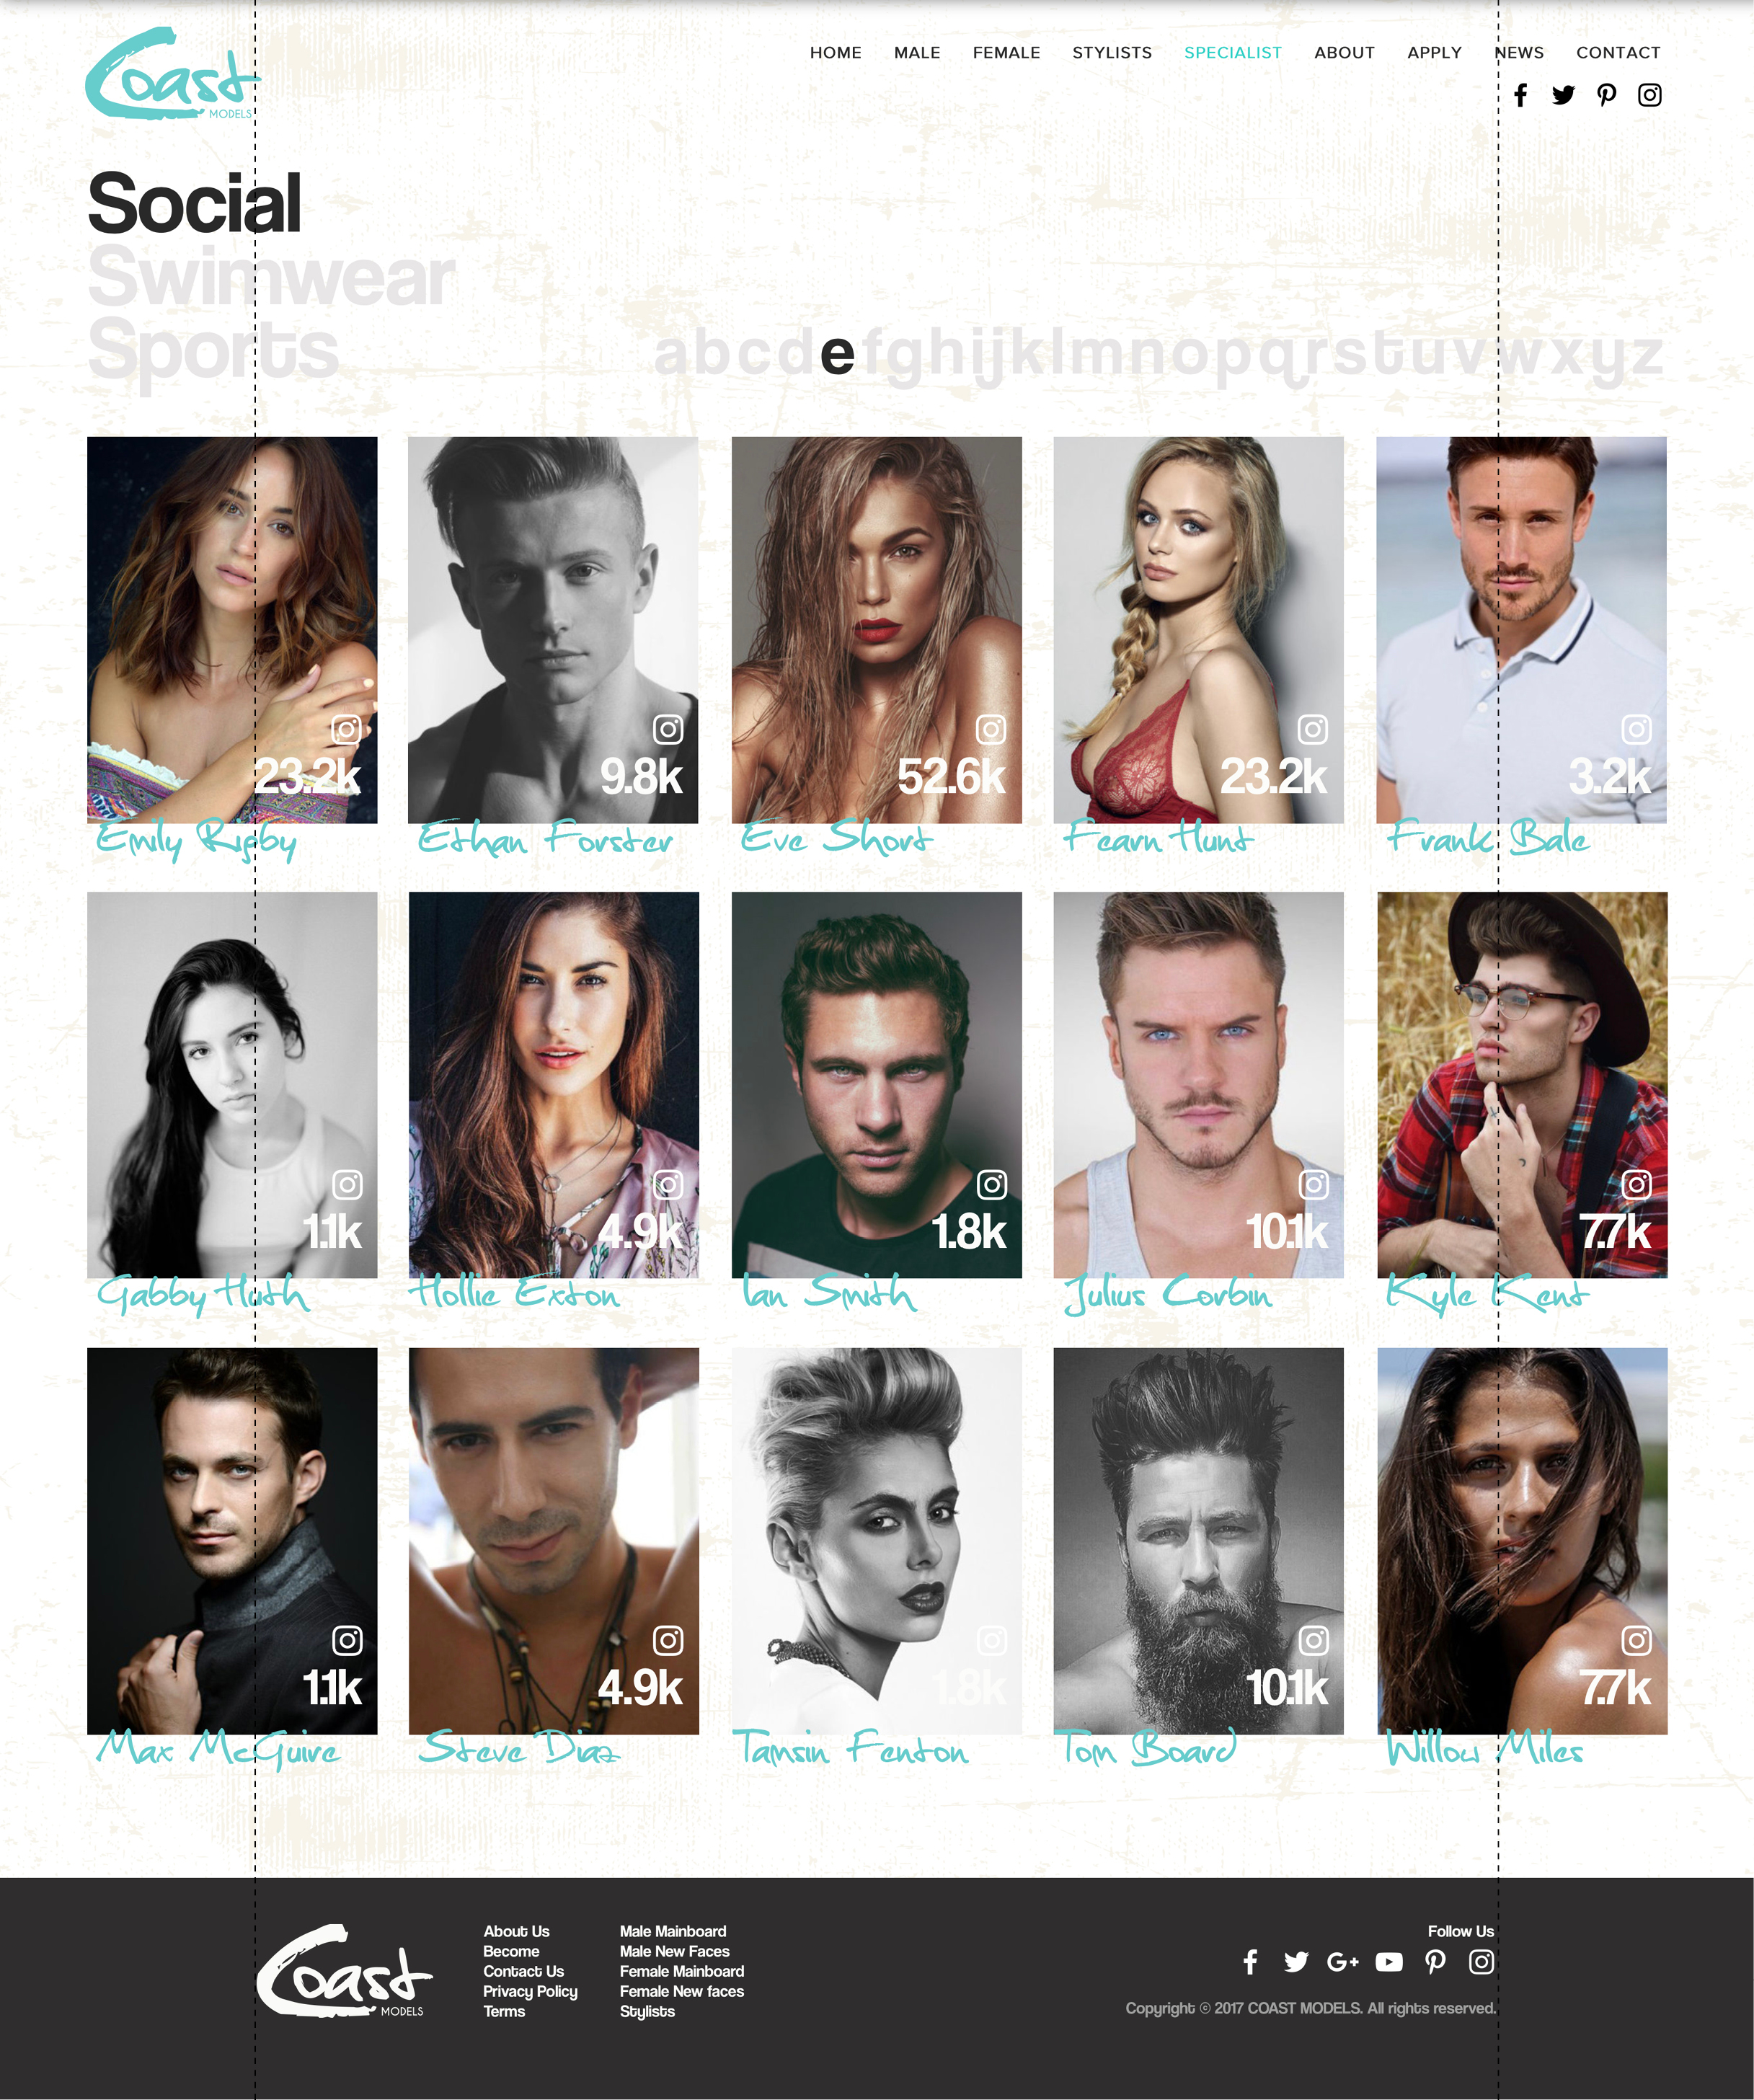 Coast
MODELS
HOME MALE FEMALE STYLISTS SPECIALIST ABOUT APPLY NEWS CONTACT
Social
Swimwear
Sports
abcdefghijklmnopqrstuvwxyz
23.2k
9.8k
52.6k
23.2k
3.2k
Emily Rigby
Ethan Forster
Eve Short
Fearn Hunt
Frank Bale
1.1k
4.9k
1.8k
10.1k
7.7k
Gabby Huth
Hollie Exton
Ian Smith
Julius Corbin
Kyle Kent
1.1k
4.9k
1.8k
10.1k
7.7k
Max McGuire
Steve Diaz
Tamsin Fenton
Tom Board
Willow Miles
Coast
MODELS
About Us
Become
Contact Us
Privacy Policy
Terms
Male Mainboard
Male New Faces
Female Mainboard
Female New faces
Stylists
Follow Us
Copyright © 2017 COAST MODELS. All rights reserved.